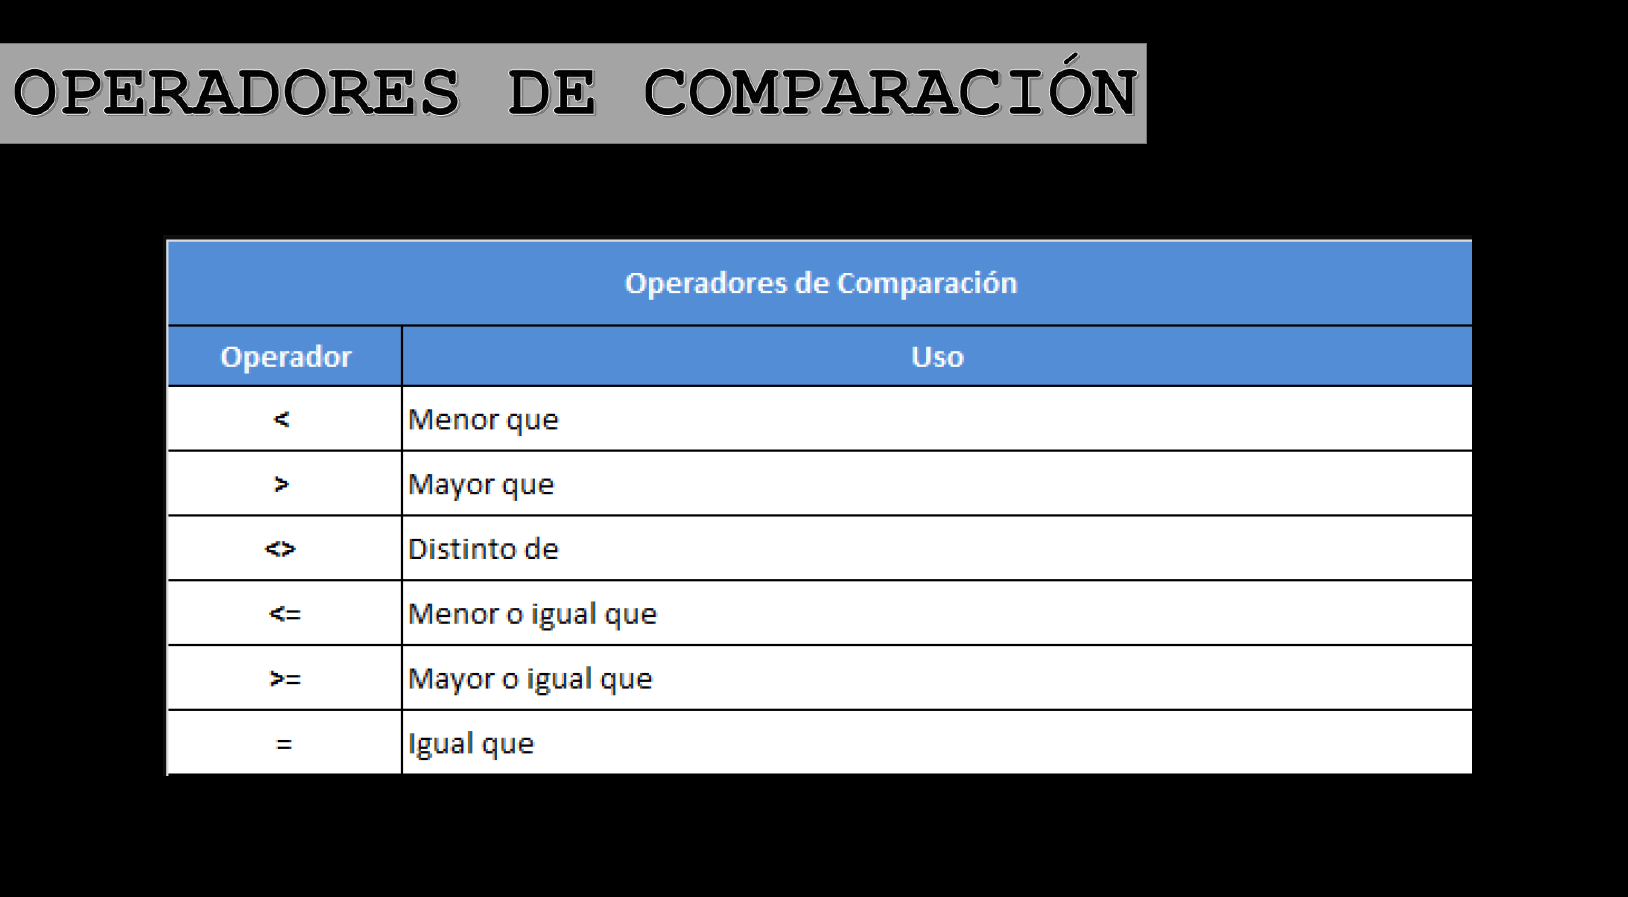 OPERADORES DE COMPARACIÓN
Operadores de Comparación
Operador Uso
< Menor que
> Mayor que
<> Distinto de
<= Menor o igual que
>= Mayor o igual que
= Igual que